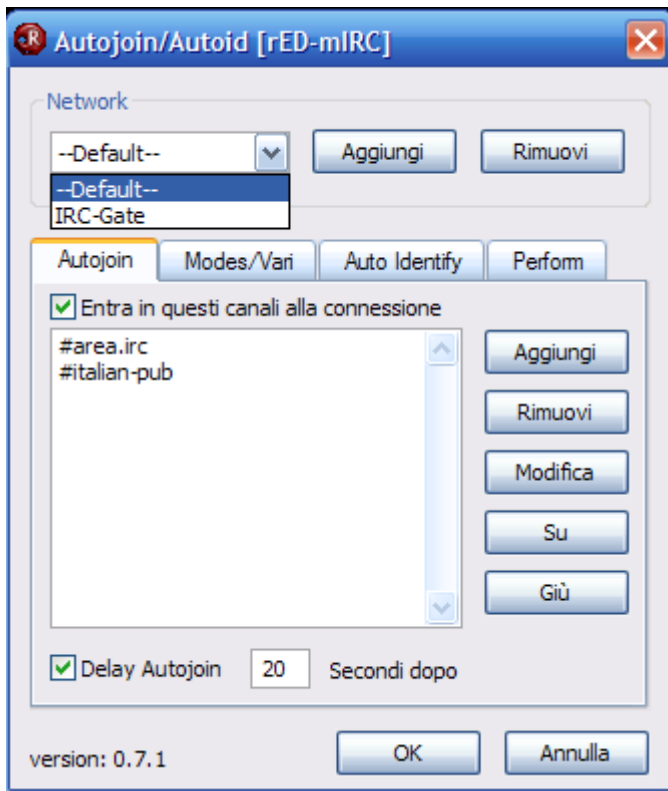 Autojoin/Autoid [rED-mIRC]
Network
--Default--
Aggiungi
Rimuovi
--Default--
IRC-Gate
Autojoin
Modes/Vari
Auto Identify
Perform
Entra in questi canali alla connessione
#area.irc
#italian-pub
Aggiungi
Rimuovi
Modifica
Su
Giù
Delay Autojoin 20 Secondi dopo
version: 0.7.1
OK
Annulla